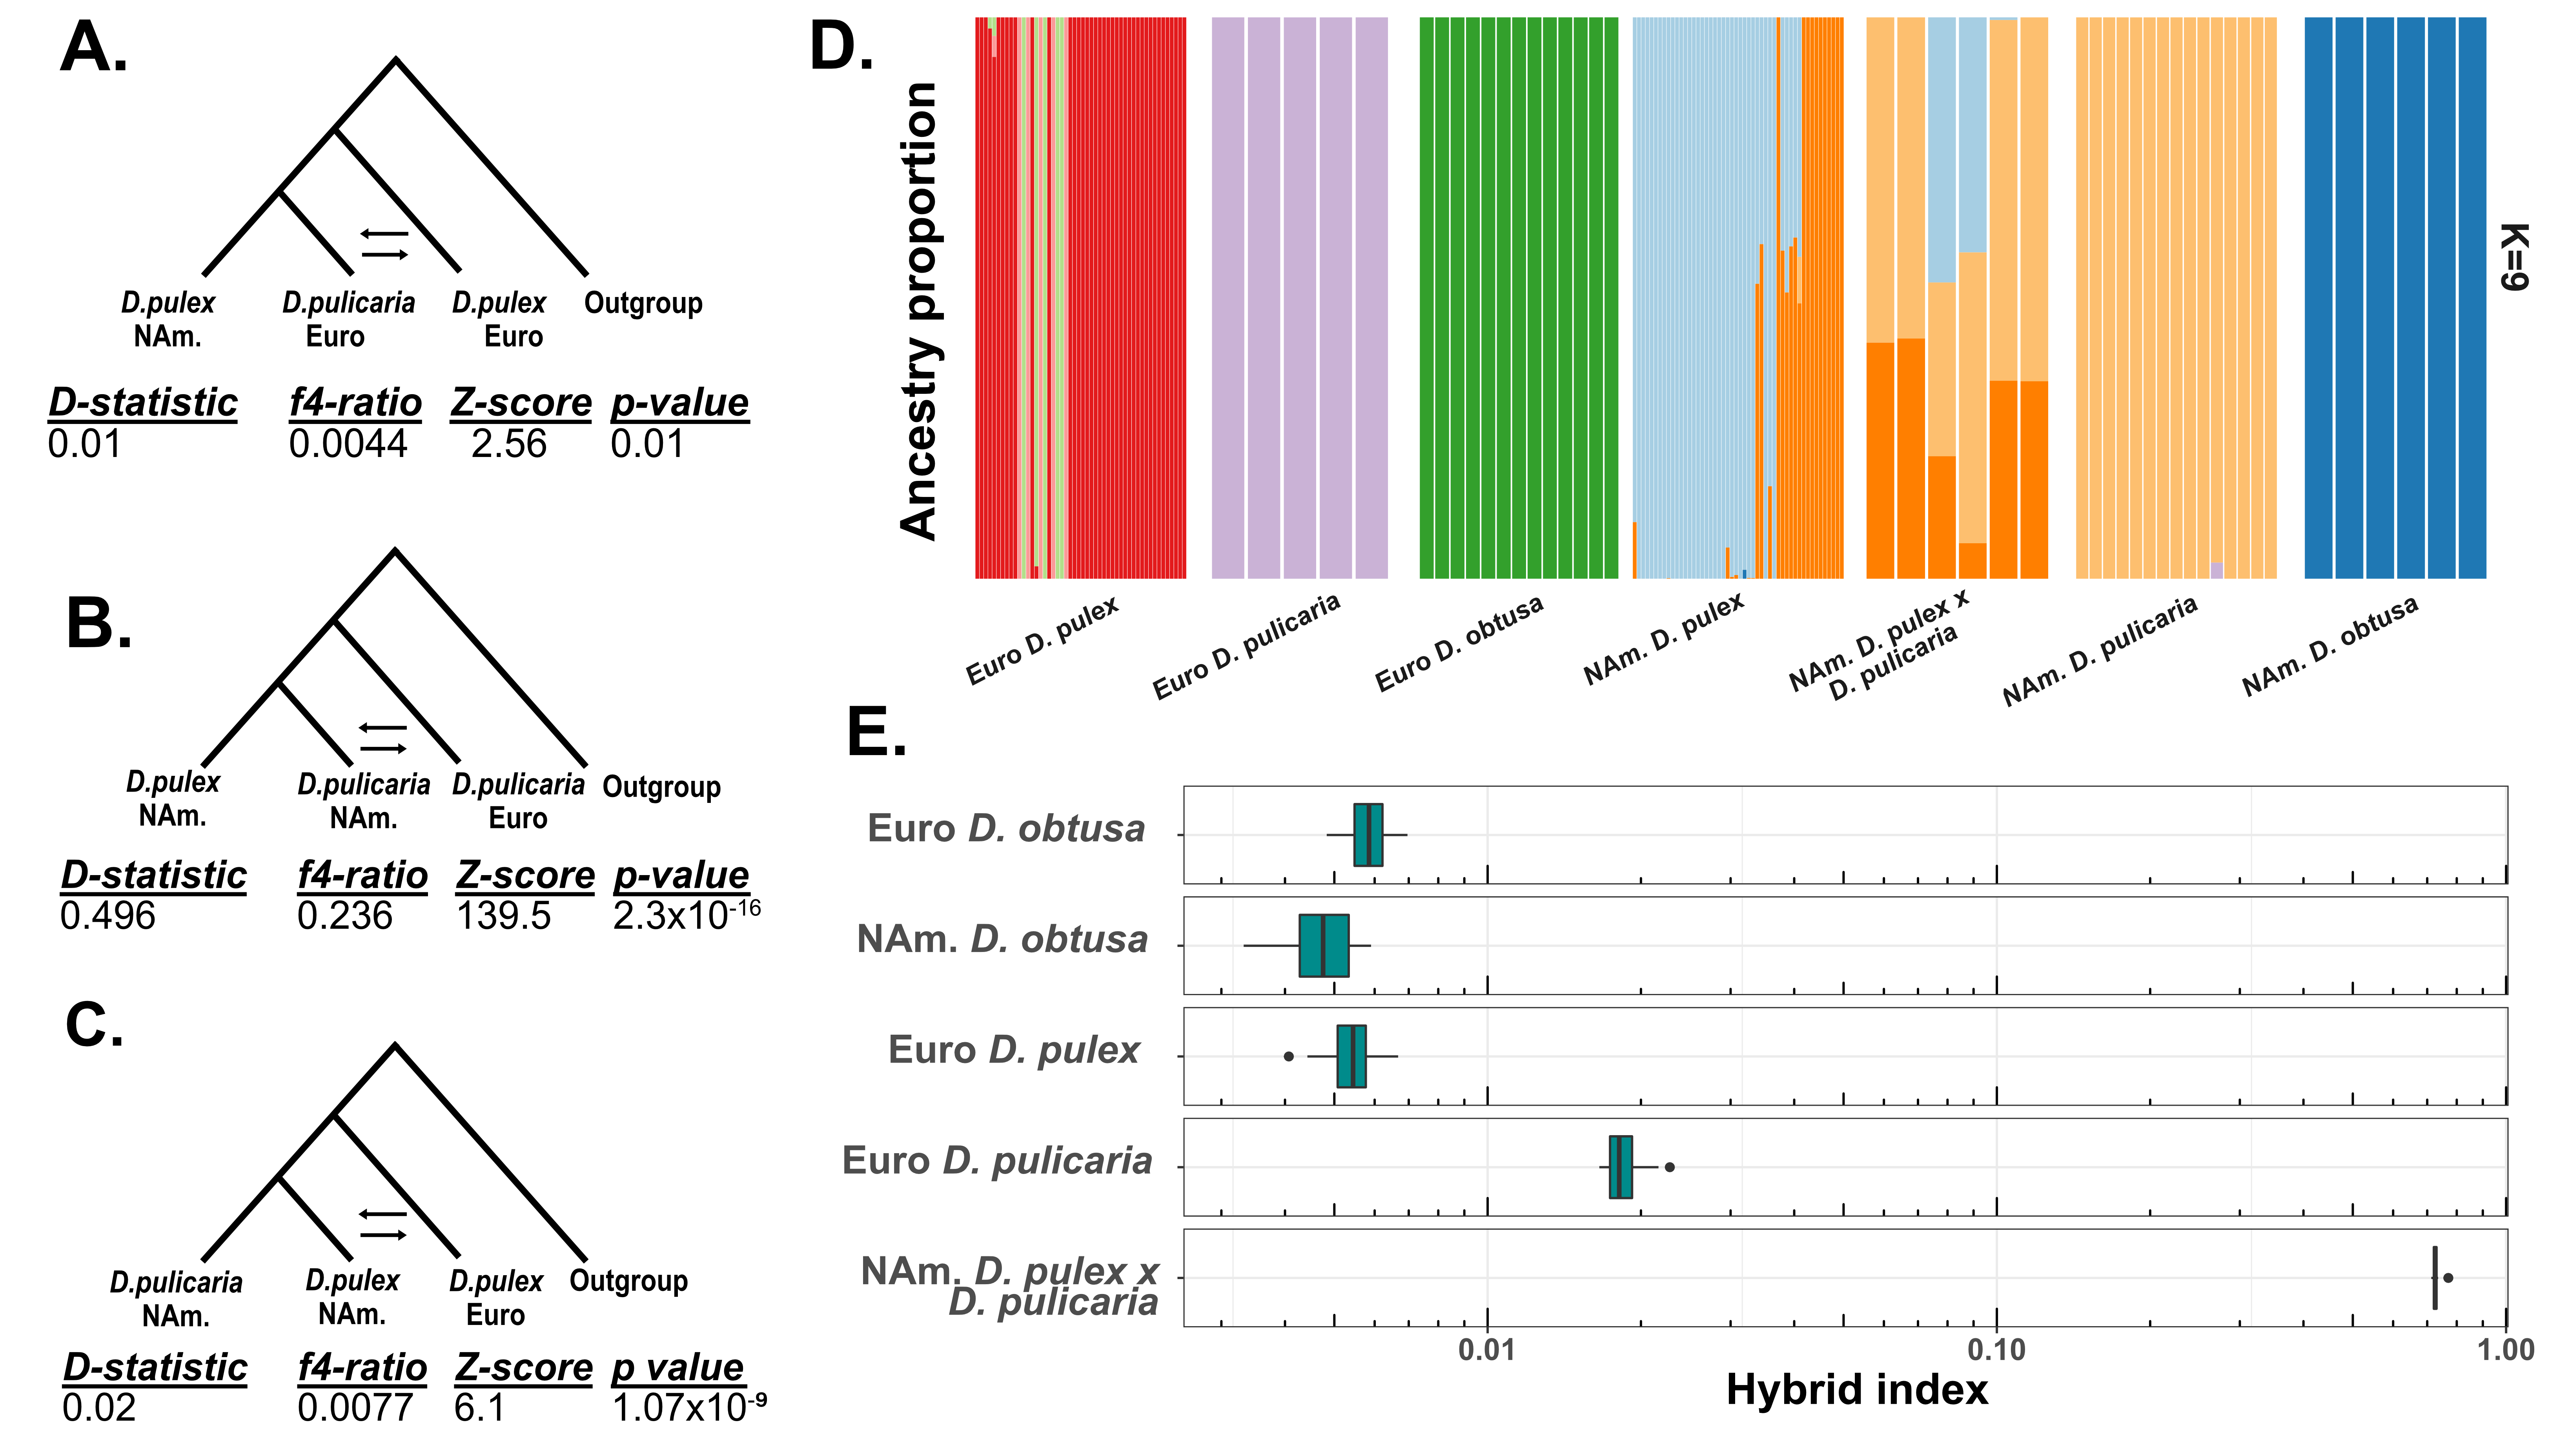 A.
D.pulex D.pulicaria D.pulex Outgroup
NAm. Euro Euro
D-statistic f4-ratio Z-score p-value
0.01 0.0044 2.56 0.01
B.
D.pulex D.pulicaria D.pulicaria Outgroup
NAm. NAm. Euro
D-statistic f4-ratio Z-score p-value
0.496 0.236 139.5 2.3x10⁻¹⁶
C.
D.pulicaria D.pulex D.pulex Outgroup
NAm. NAm. Euro
D-statistic f4-ratio Z-score p value
0.02 0.0077 6.1 1.07x10⁻⁹
D.
Ancestry proportion
K=9
Euro D. pulex
Euro D. pulicaria
Euro D. obtusa
NAm. D. pulex
NAm. D. pulex x
D. pulicaria
NAm. D. pulicaria
NAm. D. obtusa
E.
Euro D. obtusa
NAm. D. obtusa
Euro D. pulex
Euro D. pulicaria
NAm. D. pulex x
D. pulicaria
0.01 0.10 1.00
Hybrid index